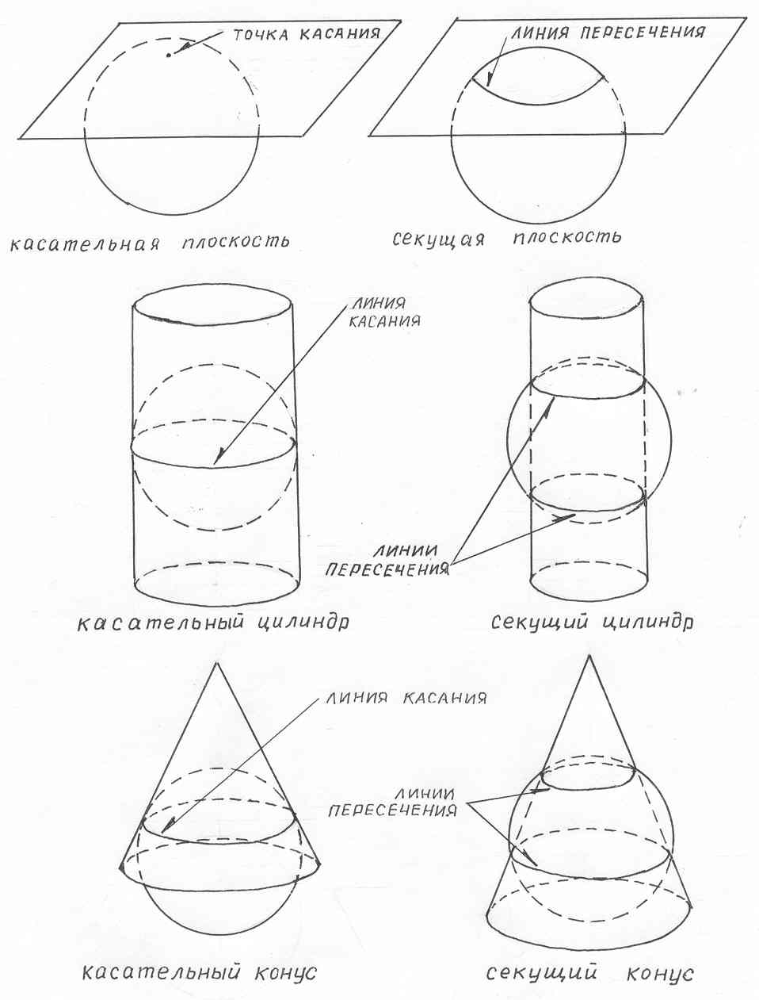 ТОЧКА КАСАНИЯ
ЛИНИЯ ПЕРЕСЕЧЕНИЯ
касательная плоскость
секущая плоскость
ЛИНИЯ
КАСАНИЯ
ЛИНИИ
ПЕРЕСЕЧЕНИЯ
касательный цилиндр
секущий цилиндр
ЛИНИЯ КАСАНИЯ
ЛИНИИ
ПЕРЕСЕЧЕНИЯ
касательный конус
секущий конус